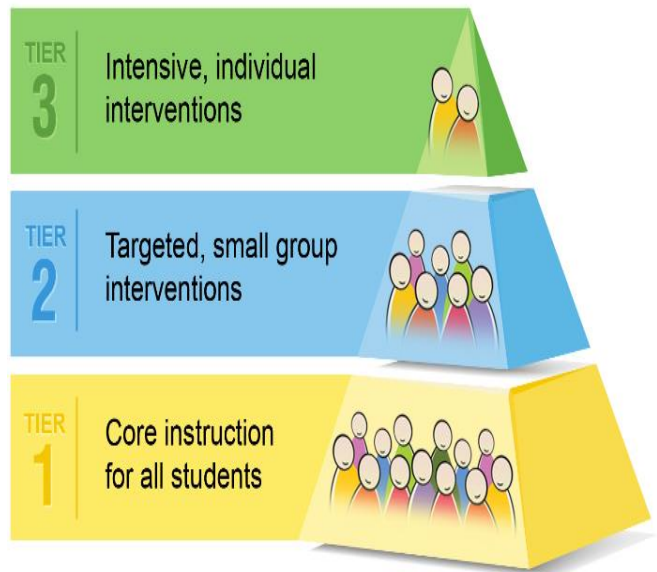 TIER
3
Intensive, individual
interventions
TIER
2
Targeted, small group
interventions
TIER
1
Core instruction
for all students